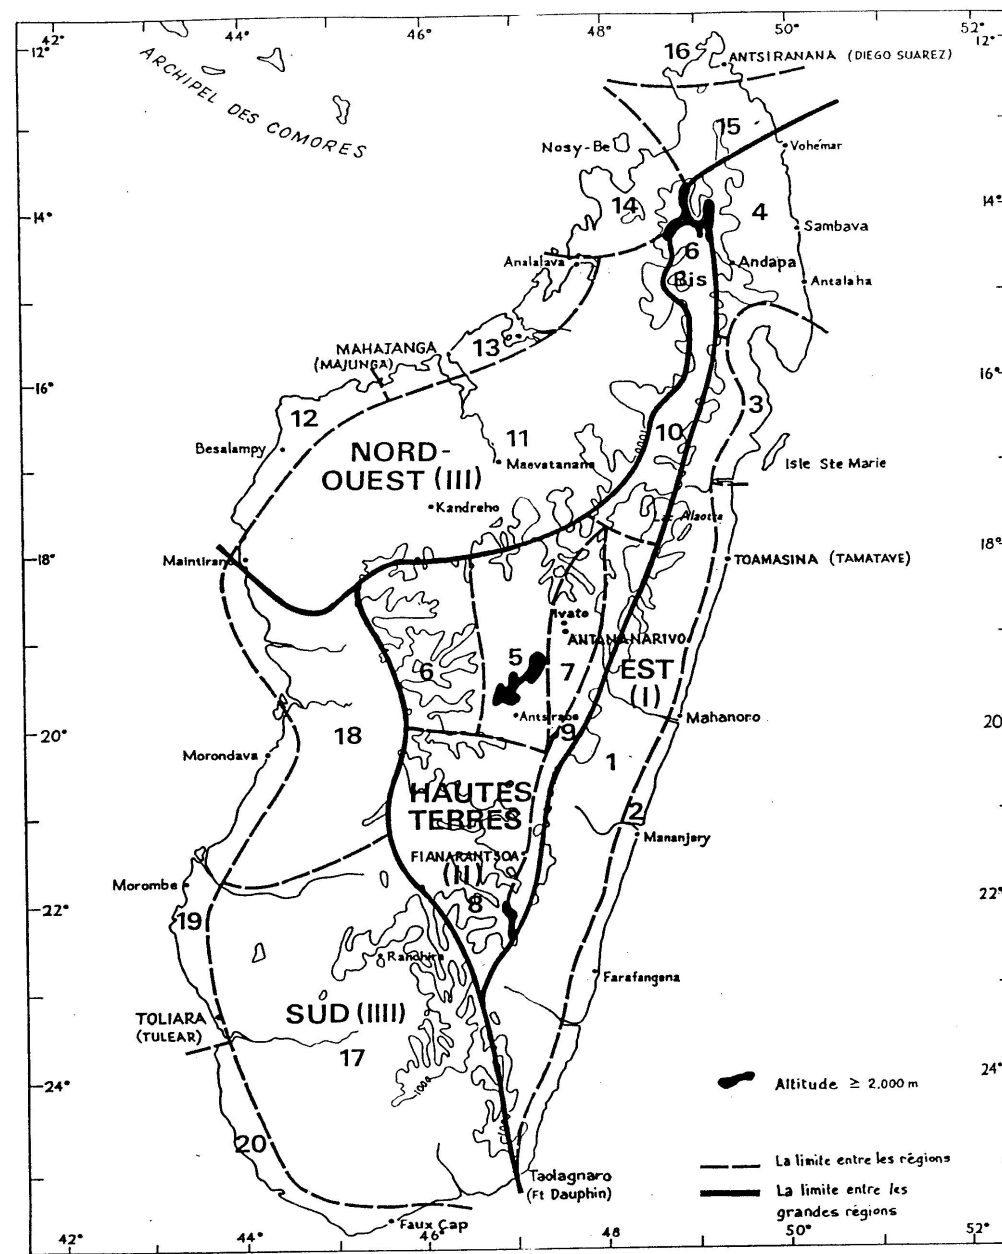 44°
46°
48°
50°
52°
12°
12°
16
ANTSIRANANA (DIEGO SUAREZ)
ARCHIPEL DES COMORES
15
Nosy-Be
Vohémar
14°
14
4
14°
Sambava
6
Bis
Analalava
Andapa
Antalaha
13
MAHAJANGA
(MAJUNGA)
16°
16°
12
3
11
10
Besalampy
NORD-
OUEST (III)
Maevatanana
Isle Ste Marie
Kandreho
Lac Alaotra
18°
18°
Maintirano
TOAMASINA (TAMATAVE)
Ivato
ANTANANARIVO
5
6
7
EST
(I)
Antsirabe
Mahanoro
20°
18
9
20°
Morondava
1
HAUTES
TERRES
2
Mananjary
FIANARANTSOA
(II)
Morombe
8
22°
22°
19
Ranohira
Farafangana
SUD (IIII)
TOLIARA
(TULEAR)
17
24°
1000
24°
Altitude ≥ 2,000 m
20
La limite entre les régions
Taolagnaro
(Ft Dauphin)
La limite entre les
grandes régions
Faux Cap
42°
44°
46°
48°
50°